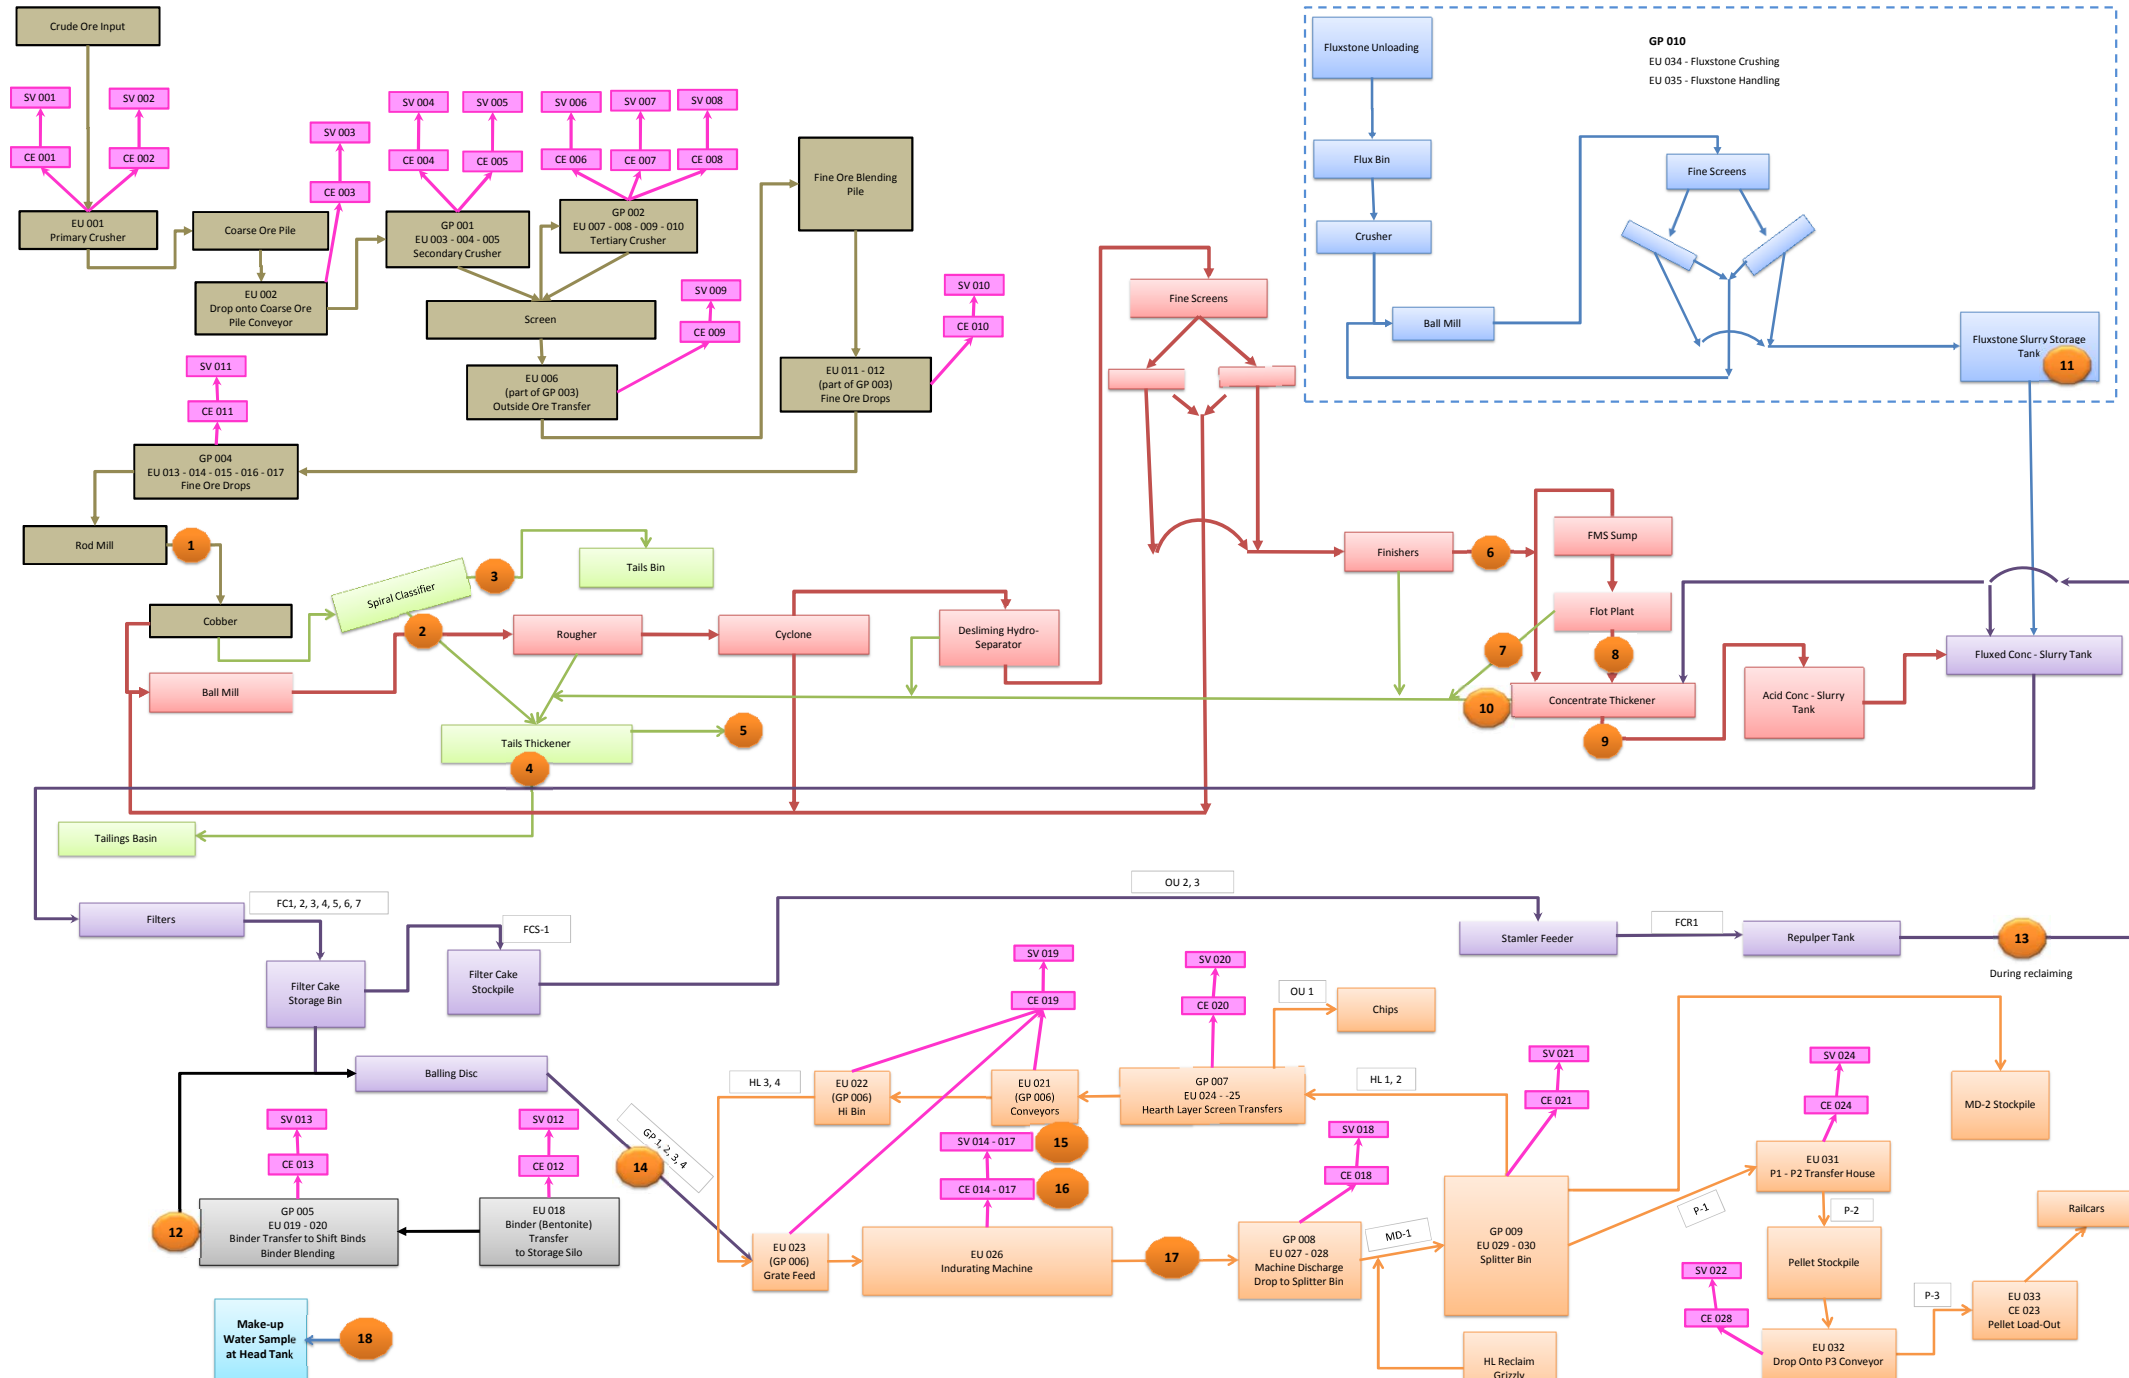 Crude Ore Input
SV 001
SV 002
SV 003
CE 001
CE 002
CE 003
EU 001
Primary Crusher
Coarse Ore Pile
EU 002
Drop onto Coarse Ore
Pile Conveyor
SV 004
SV 005
SV 006
SV 007
SV 008
CE 004
CE 005
CE 006
CE 007
CE 008
GP 001
EU 003 - 004 - 005
Secondary Crusher
GP 002
EU 007 - 008 - 009 - 010
Tertiary Crusher
Screen
EU 006
(part of GP 003)
Outside Ore Transfer
SV 009
CE 009
Fine Ore Blending
Pile
SV 010
CE 010
EU 011 - 012
(part of GP 003)
Fine Ore Drops
SV 011
CE 011
GP 004
EU 013 - 014 - 015 - 016 - 017
Fine Ore Drops
Rod Mill
1
Cobber
Ball Mill
Spiral Classifier
3
Tails Bin
2
Rougher
Cyclone
Desliming Hydro-
Separator
Tails Thickener
4
5
Tailings Basin
Fine Screens
Finishers
6
FMS Sump
Flot Plant
7
8
Concentrate Thickener
10
9
Acid Conc - Slurry
Tank
Fluxed Conc - Slurry Tank
Fluxstone Unloading
GP 010
EU 034 - Fluxstone Crushing
EU 035 - Fluxstone Handling
Flux Bin
Crusher
Ball Mill
Fine Screens
Fluxstone Slurry Storage
Tank
11
Filters
FC1, 2, 3, 4, 5, 6, 7
FCS-1
Filter Cake
Storage Bin
Filter Cake
Stockpile
OU 2, 3
Stamler Feeder
FCR1
Repulper Tank
13
During reclaiming
Balling Disc
SV 013
CE 013
SV 012
CE 012
12
GP 005
EU 019 - 020
Binder Transfer to Shift Binds
Binder Blending
EU 018
Binder (Bentonite)
Transfer
to Storage Silo
Make-up
Water Sample
at Head Tank
18
GP 1, 2, 3, 4
14
HL 3, 4
SV 019
CE 019
EU 022
(GP 006)
Hi Bin
EU 021
(GP 006)
Conveyors
SV 020
CE 020
OU 1
Chips
GP 007
EU 024 - -25
Hearth Layer Screen Transfers
HL 1, 2
SV 014 - 017
15
CE 014 - 017
16
EU 023
(GP 006)
Grate Feed
EU 026
Indurating Machine
17
SV 018
CE 018
GP 008
EU 027 - 028
Machine Discharge
Drop to Splitter Bin
MD-1
SV 021
CE 021
GP 009
EU 029 - 030
Splitter Bin
HL Reclaim
Grizzly
P-1
SV 024
CE 024
EU 031
P1 - P2 Transfer House
P-2
MD-2 Stockpile
Pellet Stockpile
SV 022
CE 028
EU 032
Drop Onto P3 Conveyor
P-3
EU 033
CE 023
Pellet Load-Out
Railcars